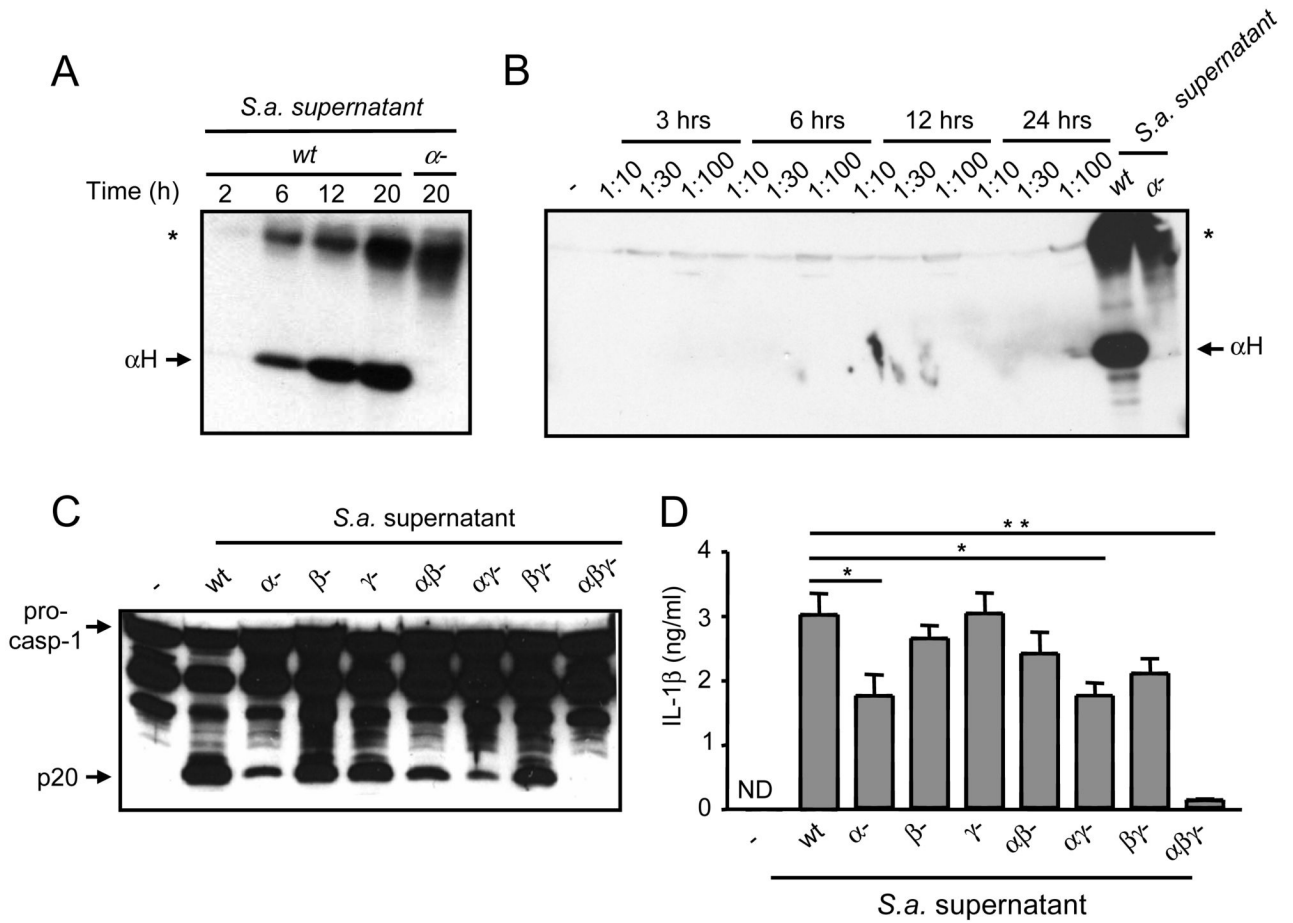 A
S.a. supernatant
wt α-
Time (h) 2 6 12 20 20
*
αH
B
3 hrs 6 hrs 12 hrs 24 hrs S.a. supernatant
- 1:10 1:30 1:100 1:10 1:30 1:100 1:10 1:30 1:100 1:10 1:30 1:100 wt α-
*
αH
C
S.a. supernatant
- wt α- β- γ- αβ- αγ- βγ- αβγ-
pro-
casp-1
p20
D
* *
*
*
IL-1β (ng/ml)
4
3
2
1
0
ND
- wt α- β- γ- αβ- αγ- βγ- αβγ-
S.a. supernatant